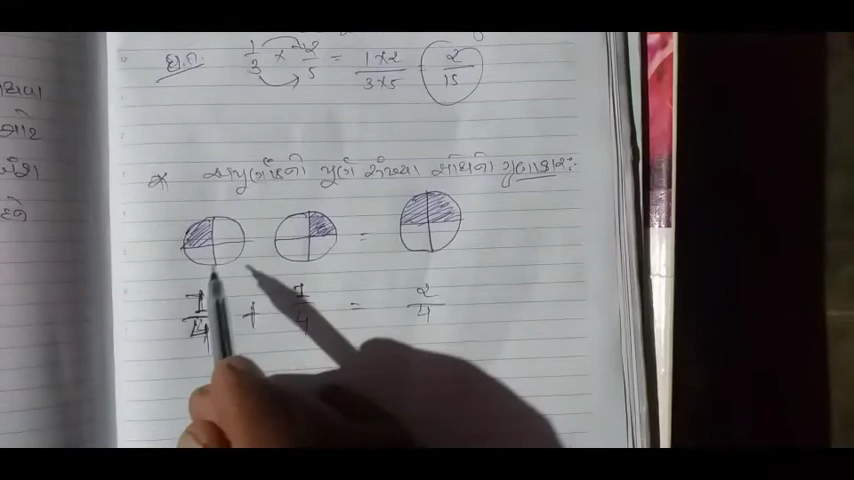 દા.ત. 1/3 × 2/5 = 1×2/3×5 2/15
* અપૂર્ણાંકની પૂર્ણ સંખ્યા સાથેનો ગુણાકાર:
=
1/4 + 1/4 = 2/4